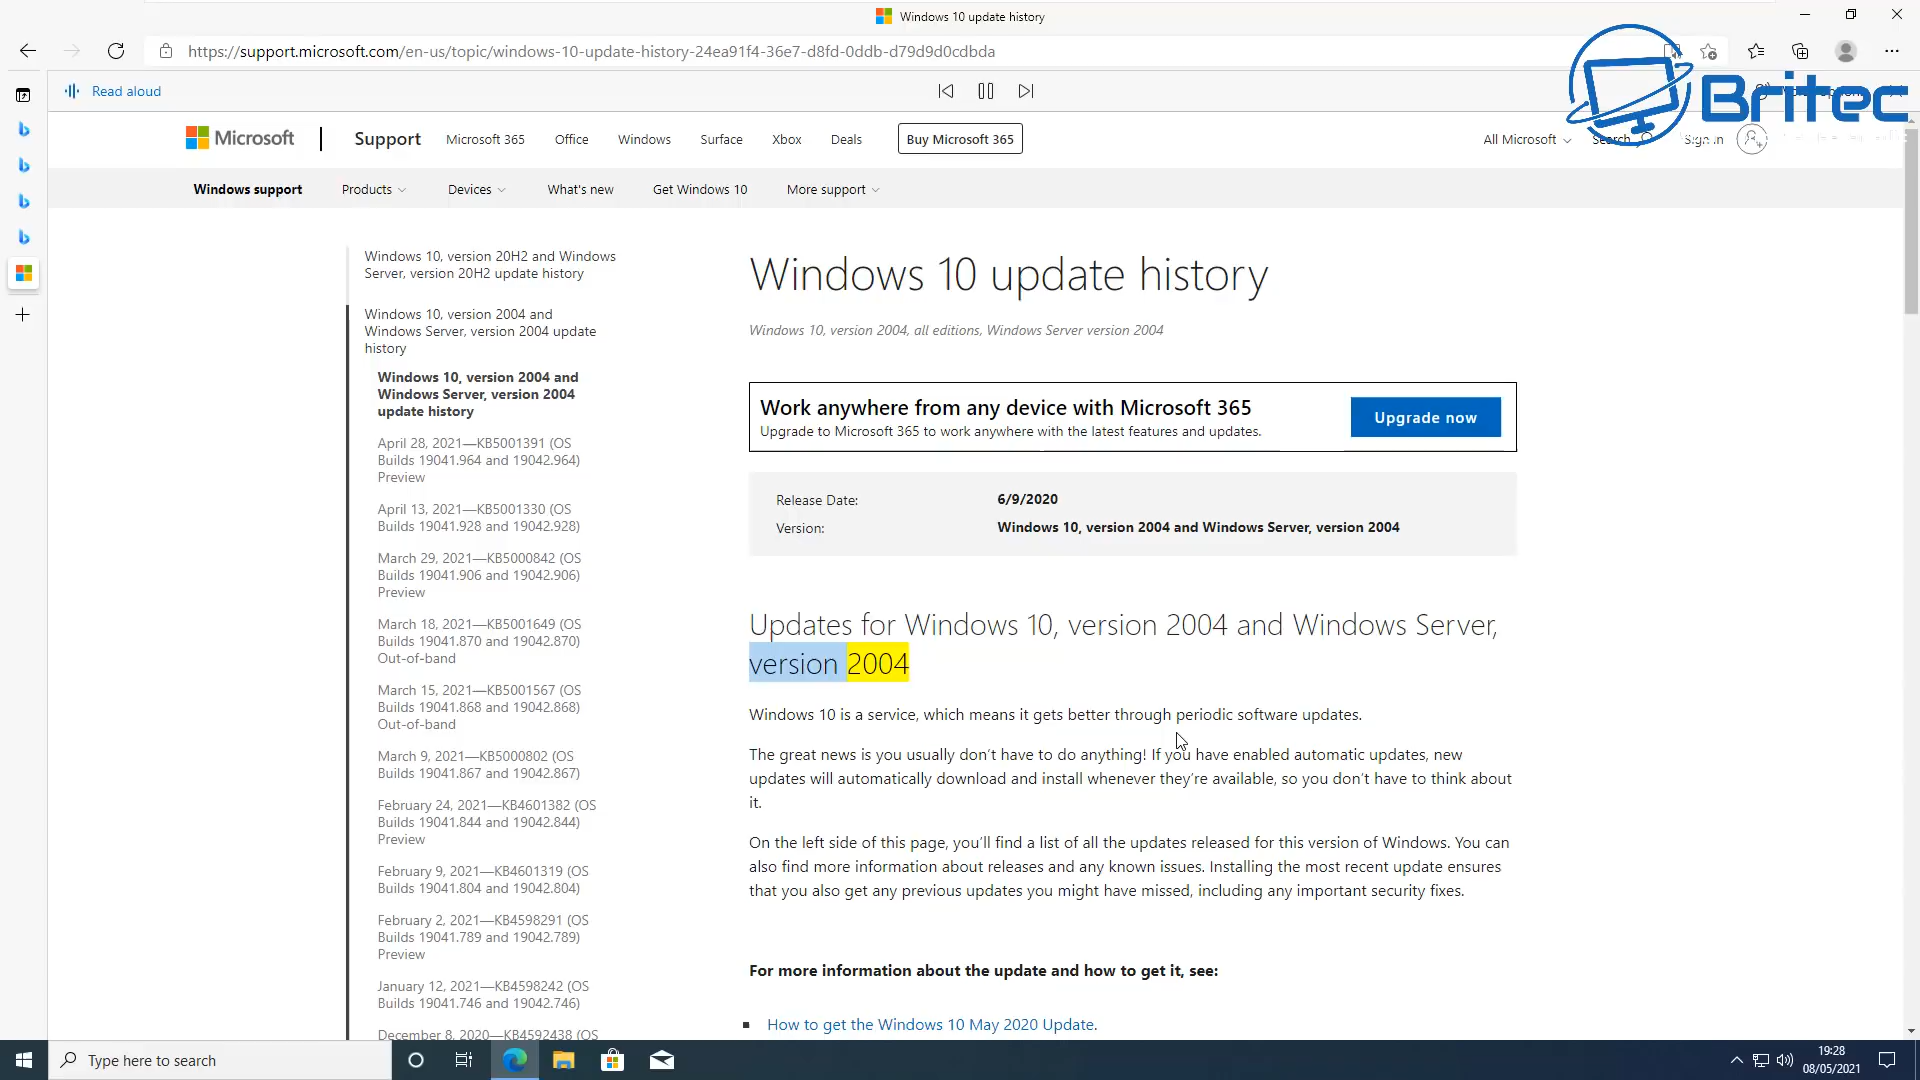 Windows 10 update history
https://support.microsoft.com/en-us/topic/windows-10-update-history-24ea91f4-36e7-d8fd-0ddb-d79d9d0cdbda
Read aloud
Britec
Microsoft
Support
Microsoft 365
Office
Windows
Surface
Xbox
Deals
Buy Microsoft 365
All Microsoft
Search
Sign in
Windows support
Products
Devices
What's new
Get Windows 10
More support
Windows 10, version 20H2 and Windows
Server, version 20H2 update history
Windows 10, version 2004 and
Windows Server, version 2004 update
history
Windows 10, version 2004 and
Windows Server, version 2004
update history
April 28, 2021—KB5001391 (OS
Builds 19041.964 and 19042.964)
Preview
April 13, 2021—KB5001330 (OS
Builds 19041.928 and 19042.928)
March 29, 2021—KB5000842 (OS
Builds 19041.906 and 19042.906)
Preview
March 18, 2021—KB5001649 (OS
Builds 19041.870 and 19042.870)
Out-of-band
March 15, 2021—KB5001567 (OS
Builds 19041.868 and 19042.868)
Out-of-band
March 9, 2021—KB5000802 (OS
Builds 19041.867 and 19042.867)
February 24, 2021—KB4601382 (OS
Builds 19041.844 and 19042.844)
Preview
February 9, 2021—KB4601319 (OS
Builds 19041.804 and 19042.804)
February 2, 2021—KB4598291 (OS
Builds 19041.789 and 19042.789)
Preview
January 12, 2021—KB4598242 (OS
Builds 19041.746 and 19042.746)
December 8, 2020—KB4592438 (OS
Windows 10 update history
Windows 10, version 2004, all editions, Windows Server version 2004
Work anywhere from any device with Microsoft 365
Upgrade to Microsoft 365 to work anywhere with the latest features and updates.
Upgrade now
Release Date:
6/9/2020
Version:
Windows 10, version 2004 and Windows Server, version 2004
Updates for Windows 10, version 2004 and Windows Server,
version 2004
Windows 10 is a service, which means it gets better through periodic software updates.
The great news is you usually don't have to do anything! If you have enabled automatic updates, new
updates will automatically download and install whenever they're available, so you don't have to think about
it.
On the left side of this page, you'll find a list of all the updates released for this version of Windows. You can
also find more information about releases and any known issues. Installing the most recent update ensures
that you also get any previous updates you might have missed, including any important security fixes.
For more information about the update and how to get it, see:
How to get the Windows 10 May 2020 Update.
Type here to search
19:28
08/05/2021